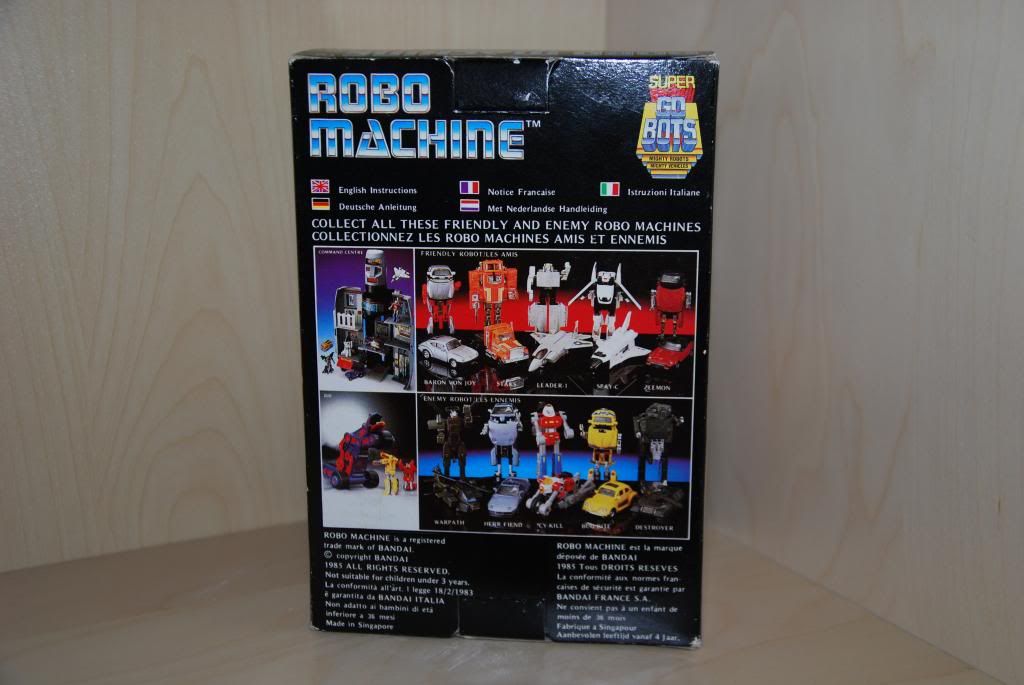 ROBO
MACHINE™
SUPER
GO
BOTS
MIGHTY ROBOTS
MIGHTY VEHICLES
English Instructions
Notice Francaise
Istruzioni Italiane
Deutsche Anleitung
Met Nederlandse Handleiding
COLLECT ALL THESE FRIENDLY AND ENEMY ROBO MACHINES
COLLECTIONNEZ LES ROBO MACHINES AMIS ET ENNEMIS
COMMAND CENTRE
FRIENDLY ROBOT/LES AMIS
BARON VON JOY
STAKS
LEADER-1
SPAY-C
ZEEMON
ENEMY ROBOT/LES ENNEMIS
WARPATH
HERR FIEND
CY-KILL
BUG BITE
DESTROYER
ROBO MACHINE is a registered
trade mark of BANDAI.
© copyright BANDAI
1985 ALL RIGHTS RESERVED.
Not suitable for children under 3 years.
La conformità all'art. 1 legge 18/2/1983
è garantita da BANDAI ITALIA
Non adatto ai bambini di età
inferiore a 36 mesi
Made in Singapore
ROBO MACHINE est la marque
déposée de BANDAI
1985 Tous DROITS RESEVES
La conformité aux normes fran-
caises de sécurité est garantie par
BANDAI FRANCE S.A.
Ne convient pas à un enfant de
moins de 36 mois
Fabrique a Singapour
Aanbevolen leeftijd vanaf 4 Jaar.